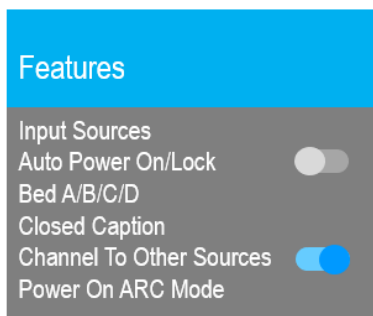 Features
Input Sources
Auto Power On/Lock
Bed A/B/C/D
Closed Caption
Channel To Other Sources
Power On ARC Mode